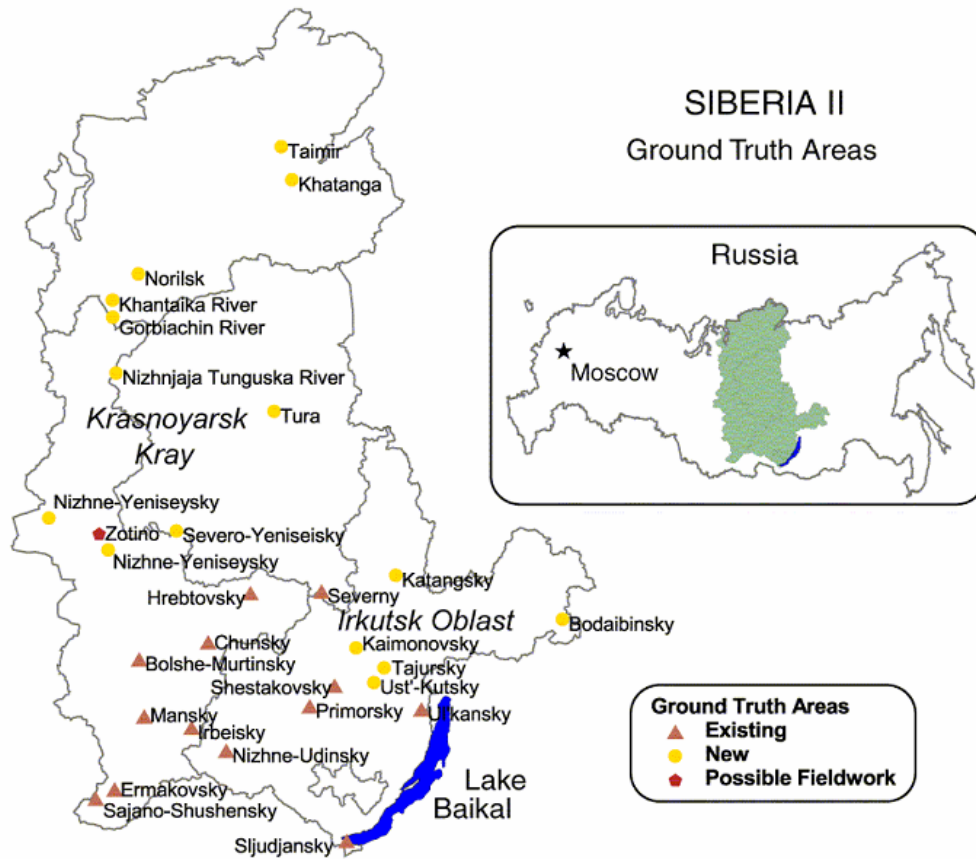 SIBERIA II
Ground Truth Areas
Taimir
Khatanga
Norilsk
Khantaika River
Gorbiachin River
Nizhnjaja Tunguska River
Tura
Krasnoyarsk
Kray
Nizhne-Yeniseysky
Zotino
Severo-Yeniseisky
Nizhne-Yeniseysky
Hrebtovsky
Severny
Katangsky
Irkutsk Oblast
Bodaibinsky
Chunsky
Kaimonovsky
Bolshe-Murtinsky
Tajursky
Shestakovsky
Ust'-Kutsky
Mansky
Primorsky
Urkansky
Irbeisky
Nizhne-Udinsky
Ermakovsky
Sajano-Shushensky
Sljudjansky
Lake
Baikal
Russia
Moscow
Ground Truth Areas
Existing
New
Possible Fieldwork